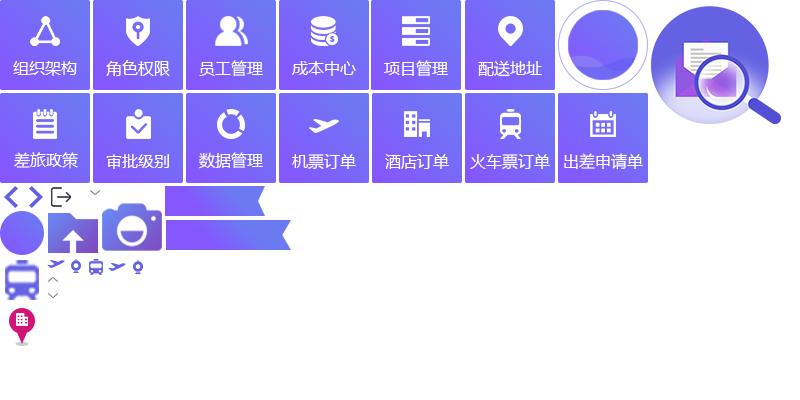 组织架构
角色权限
员工管理
成本中心
项目管理
配送地址
差旅政策
审批级别
数据管理
机票订单
酒店订单
火车票订单
出差申请单